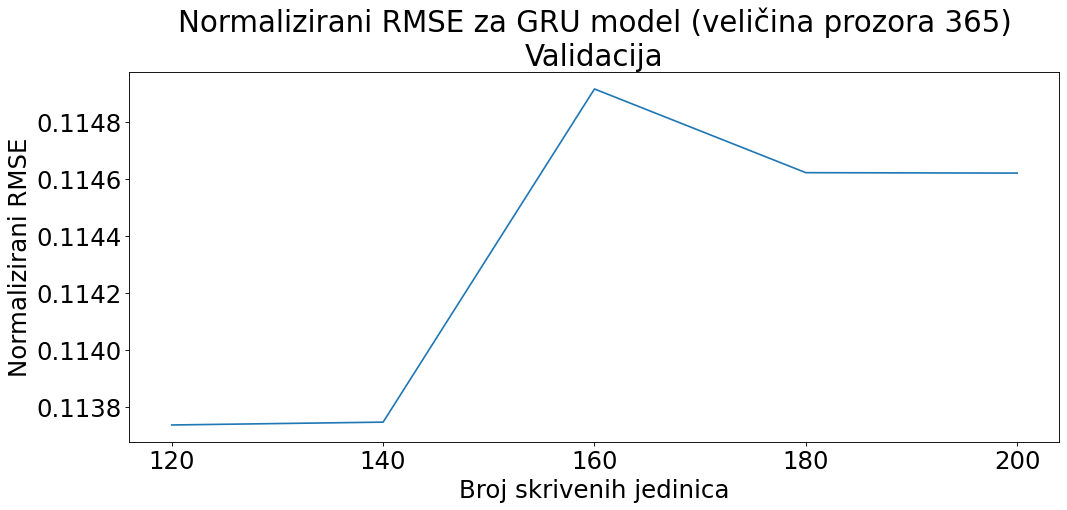 Normalizirani RMSE za GRU model (veličina prozora 365)
Validacija
Normalizirani RMSE
0.1148
0.1146
0.1144
0.1142
0.1140
0.1138
120 140 160 180 200
Broj skrivenih jedinica